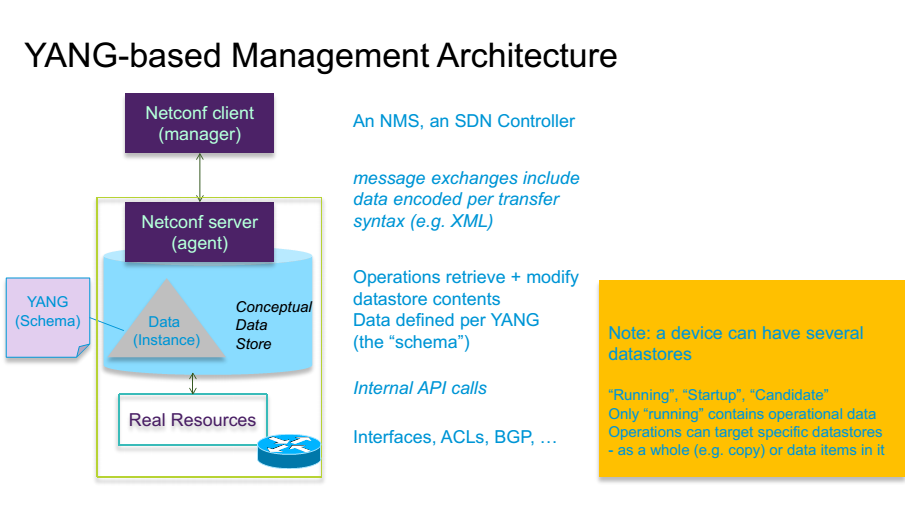 YANG-based Management Architecture
Netconf client
(manager)
An NMS, an SDN Controller
message exchanges include
data encoded per transfer
syntax (e.g. XML)
Netconf server
(agent)
YANG
(Schema)
Data
(Instance)
Conceptual
Data
Store
Operations retrieve + modify
datastore contents
Data defined per YANG
(the “schema”)
Internal API calls
Real Resources
Interfaces, ACLs, BGP, …
Note: a device can have several
datastores
“Running”, “Startup”, “Candidate”
Only “running” contains operational data
Operations can target specific datastores
- as a whole (e.g. copy) or data items in it